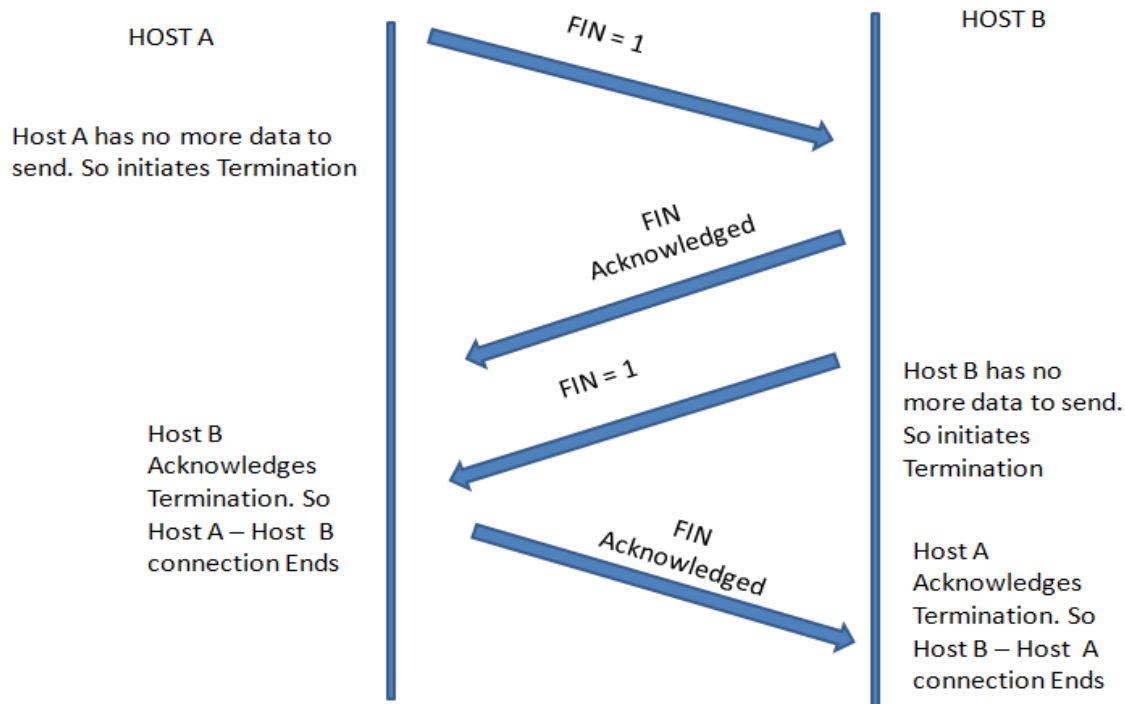 HOST A
HOST B
FIN = 1
Host A has no more data to
send. So initiates Termination
FIN
Acknowledged
FIN = 1
Host B has no
more data to send.
So initiates
Termination
Host B
Acknowledges
Termination. So
Host A – Host  B
connection Ends
FIN
Acknowledged
Host A
Acknowledges
Termination. So
Host B – Host  A
connection Ends